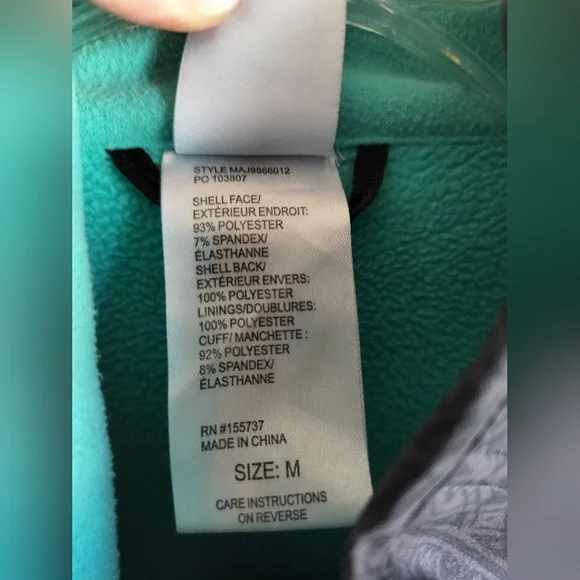 STYLE MAJ9866012
PO 103807
SHELL FACE/
EXTÉRIEUR ENDROIT:
93% POLYESTER
7% SPANDEX/
ÉLASTHANNE
SHELL BACK/
EXTÉRIEUR ENVERS:
100% POLYESTER
LININGS/DOUBLURES:
100% POLYESTER
CUFF/ MANCHETTE :
92% POLYESTER
8% SPANDEX/
ÉLASTHANNE
RN #155737
MADE IN CHINA
SIZE: M
CARE INSTRUCTIONS
ON REVERSE